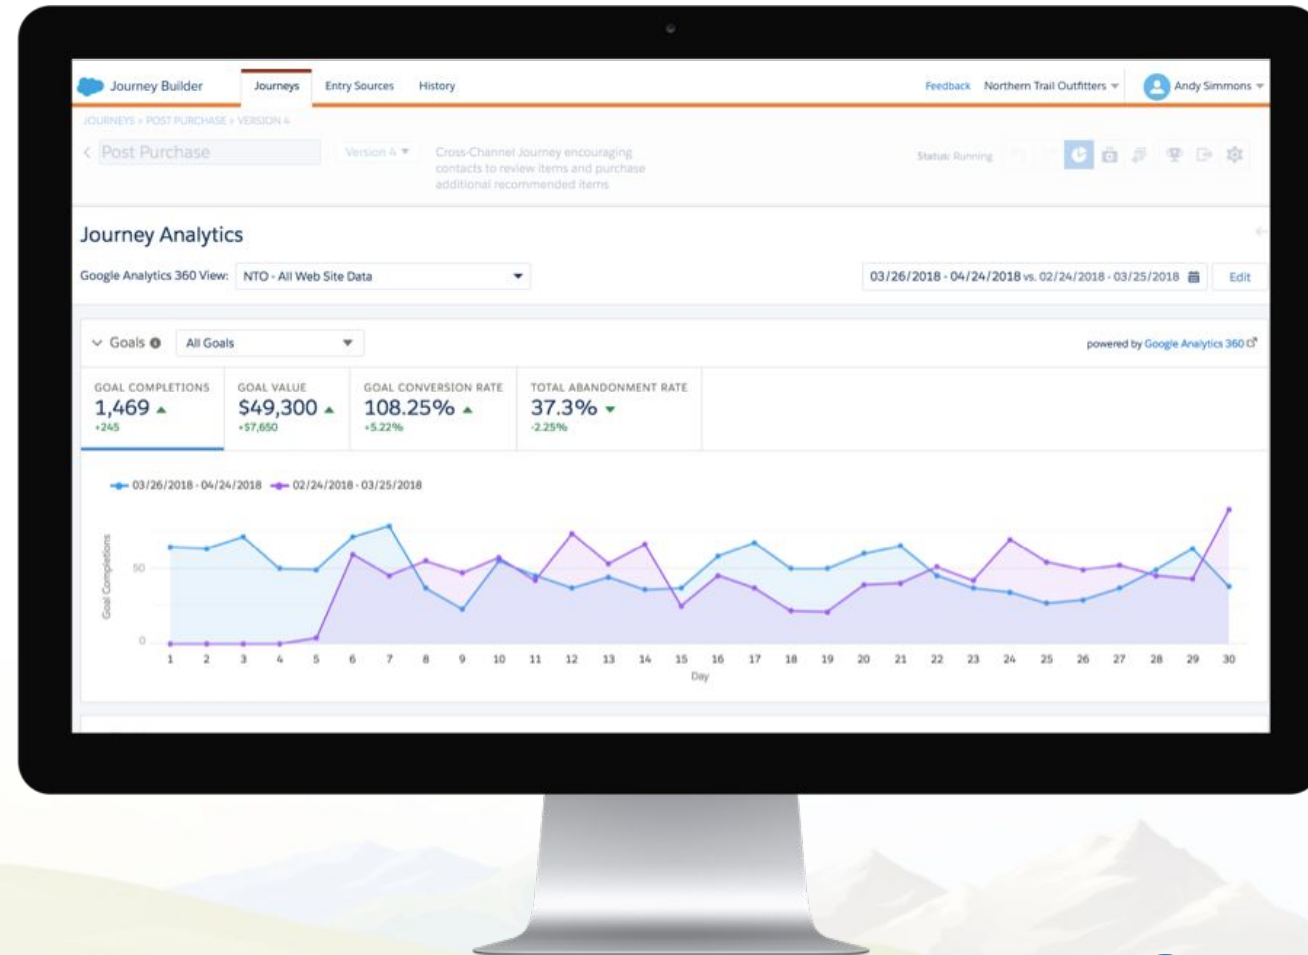 Journey Builder
Journeys
Entry Sources
History
Feedback
Northern Trail Outfitters
Andy Simmons
JOURNEYS > POST PURCHASE > VERSION 4
< Post Purchase
Version 4
Cross-Channel Journey encouraging
contacts to review items and purchase
additional recommended items
Status: Running
Journey Analytics
Google Analytics 360 View:
NTO - All Web Site Data
03/26/2018 - 04/24/2018 vs. 02/24/2018 - 03/25/2018
Edit
Goals
All Goals
powered by Google Analytics 360
GOAL COMPLETIONS
1,469
+245
GOAL VALUE
$49,300
+$7,650
GOAL CONVERSION RATE
108.25%
+5.22%
TOTAL ABANDONMENT RATE
37.3%
-2.25%
03/26/2018 - 04/24/2018
02/24/2018 - 03/25/2018
Goal Completions
50
0
1 2 3 4 5 6 7 8 9 10 11 12 13 14 15 16 17 18 19 20 21 22 23 24 25 26 27 28 29 30
Day